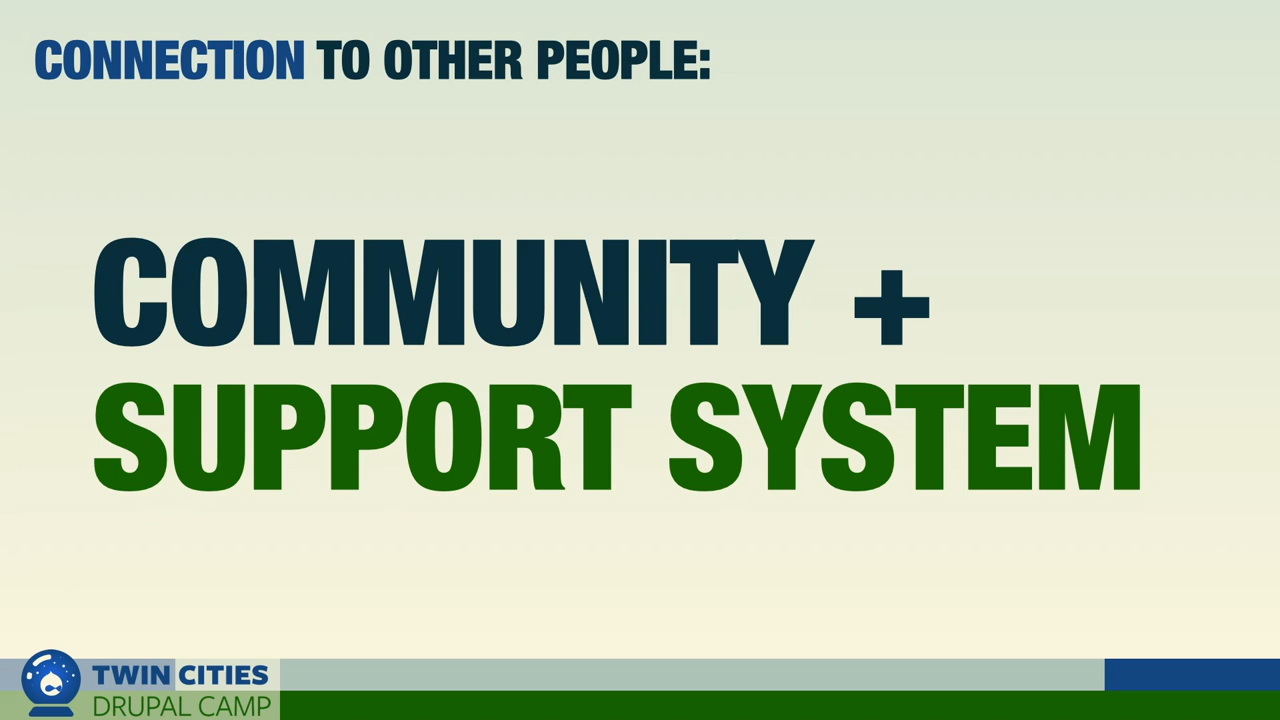 CONNECTION TO OTHER PEOPLE:
COMMUNITY +
SUPPORT SYSTEM
TWIN CITIES
DRUPAL CAMP